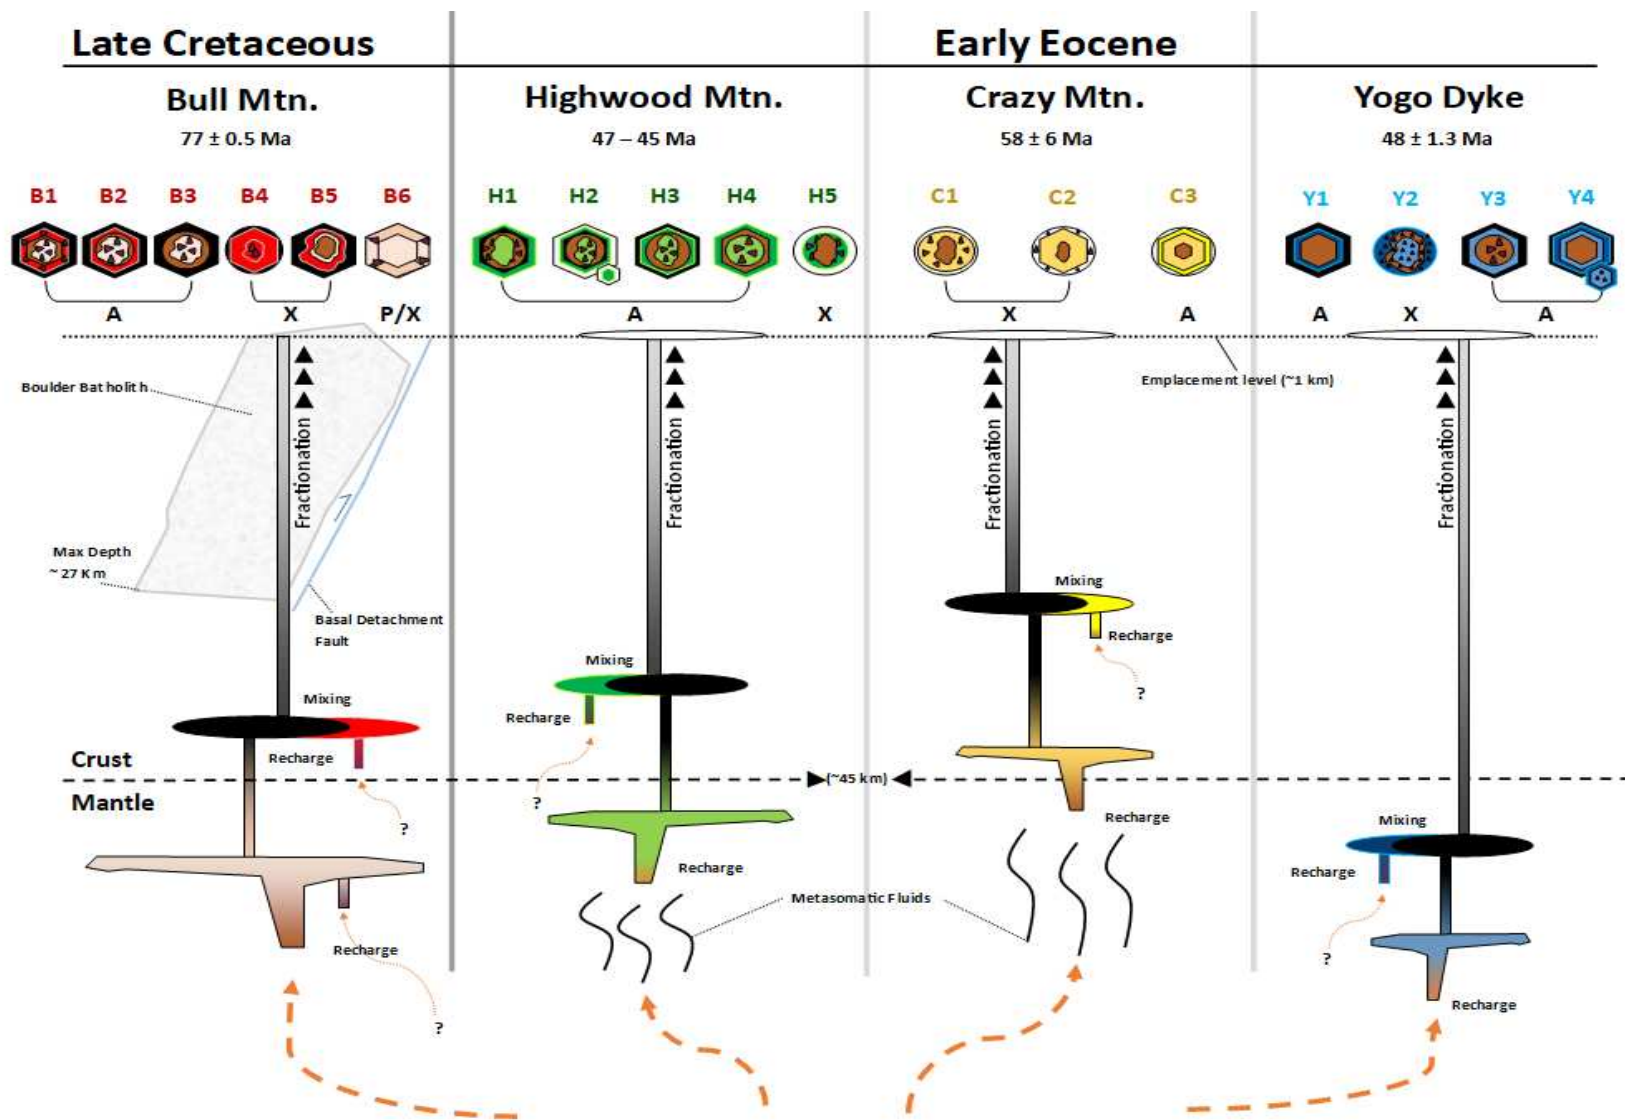 Late Cretaceous
Early Eocene
Bull Mtn.
Highwood Mtn.
Crazy Mtn.
Yogo Dyke
77 ± 0.5 Ma
47 – 45 Ma
58 ± 6 Ma
48 ± 1.3 Ma
B1 B2 B3 B4 B5 B6
H1 H2 H3 H4 H5
C1 C2 C3
Y1 Y2 Y3 Y4
A X P/X
A X
X A
A X A
Boulder Batholith
Fractionation
Fractionation
Fractionation
Fractionation
Emplacement level (~1 km)
Max Depth
~ 27 Km
Basal Detachment
Fault
Mixing
Recharge
?
Mixing
Recharge
?
Mixing
Recharge
?
Crust
Mantle
(~45 km)
Recharge
?
Recharge
Recharge
Metasomatic Fluids
Mixing
Recharge
?
Recharge